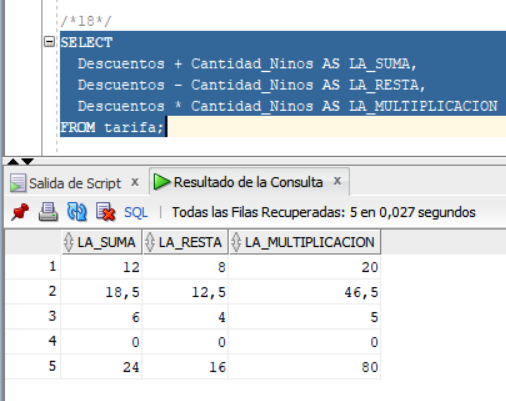 /*18*/
SELECT
Descuentos + Cantidad_Ninos AS LA_SUMA,
Descuentos - Cantidad_Ninos AS LA_RESTA,
Descuentos * Cantidad_Ninos AS LA_MULTIPLICACION
FROM tarifa;
Salida de Script x Resultado de la Consulta x
SQL | Todas las Filas Recuperadas: 5 en 0,027 segundos
LA_SUMA LA_RESTA LA_MULTIPLICACION
1 12 8 20
2 18,5 12,5 46,5
3 6 4 5
4 0 0 0
5 24 16 80